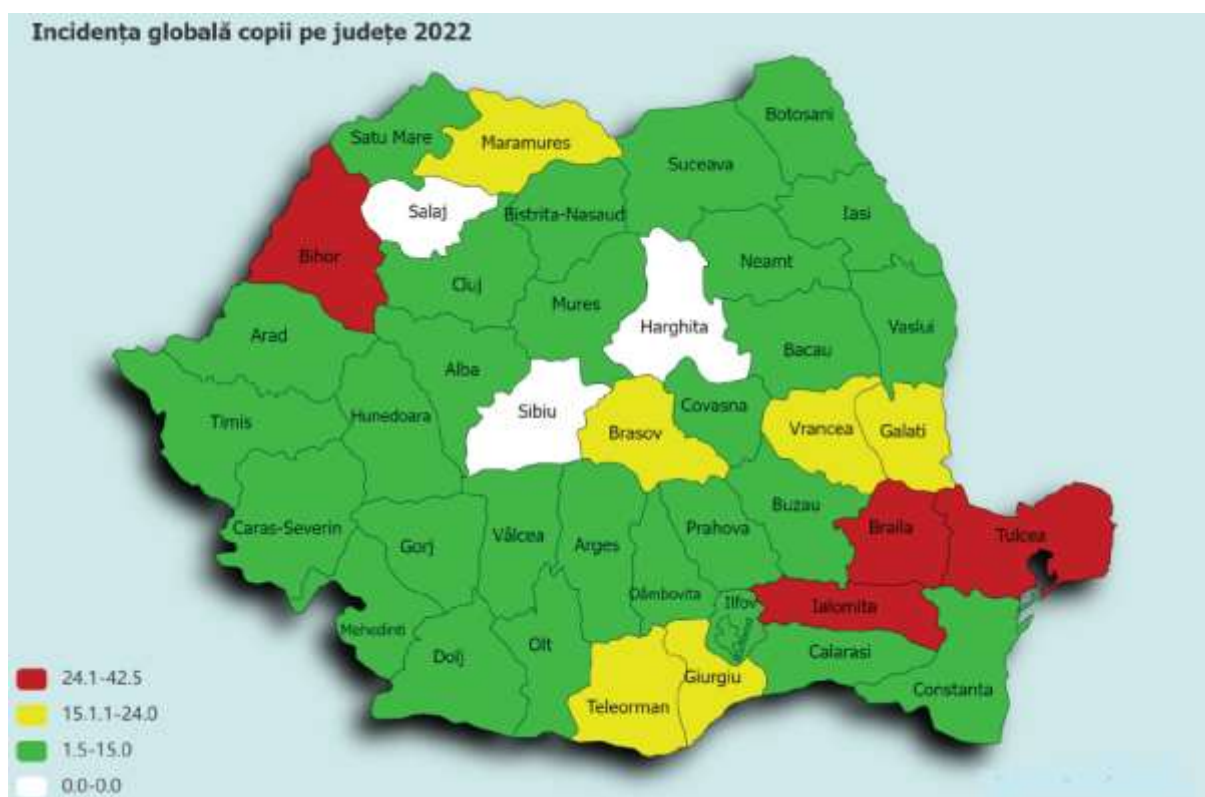 Incidența globală copii pe județe 2022
Botosani
Satu Mare
Maramures
Suceava
Salaj
Bistrita-Nasaud
Iasi
Bihor
Neamt
Cluj
Mures
Harghita
Vaslui
Arad
Bacau
Alba
Sibiu
Covasna
Timis
Hunedoara
Brasov
Vrancea
Galati
Buzau
Caras-Severin
Gorj
Vâlcea
Arges
Prahova
Braila
Tulcea
Dâmbovita
Ilfov
Ialomita
Mehedinti
Dolj
Olt
Calarasi
Giurgiu
Constanta
Teleorman
24.1-42.5
15.1.1-24.0
1.5-15.0
0.0-0.0